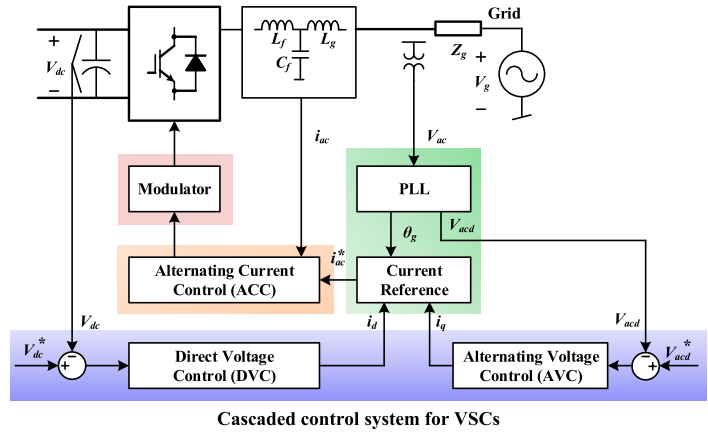 Grid
+
V_dc
−
L_f
L_g
C_f
Z_g
+
V_g
−
i_ac
V_ac
Modulator
PLL
θ_g
V_acd
Alternating Current
Control (ACC)
i_ac*
Current
Reference
V_dc
V_acd
i_d
i_q
V_dc*
−
+
Direct Voltage
Control (DVC)
Alternating Voltage
Control (AVC)
−
+
V_acd*
Cascaded control system for VSCs